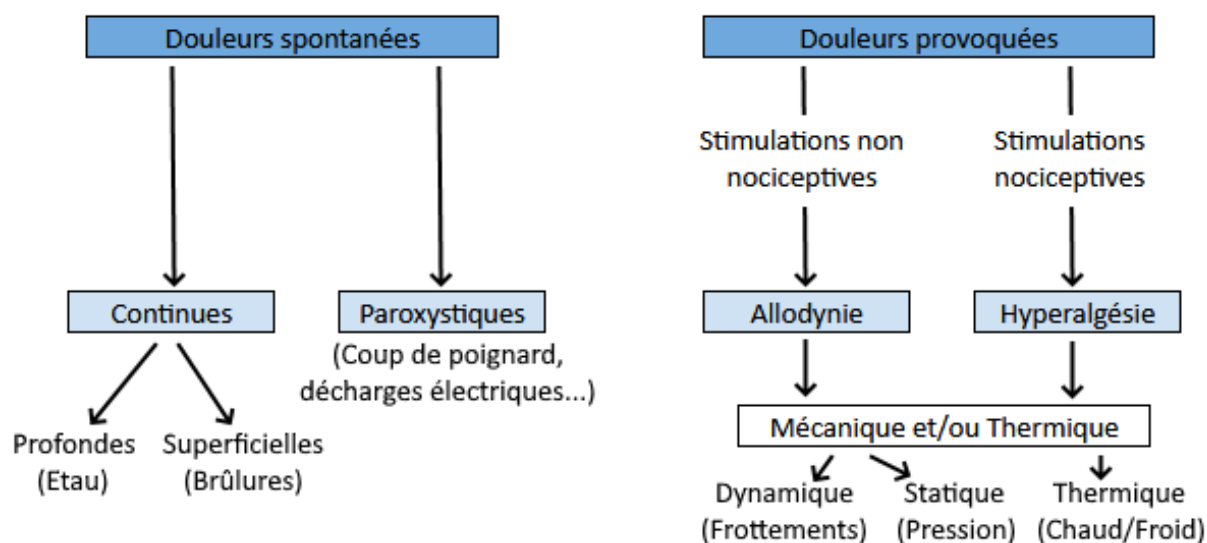 Douleurs spontanées
Continues
Profondes
(Etau)
Superficielles
(Brûlures)
Paroxystiques
(Coup de poignard,
décharges électriques...)
Douleurs provoquées
Stimulations non
nociceptives
Stimulations
nociceptives
Allodynie
Hyperalgésie
Mécanique et/ou Thermique
Dynamique
(Frottements)
Statique
(Pression)
Thermique
(Chaud/Froid)